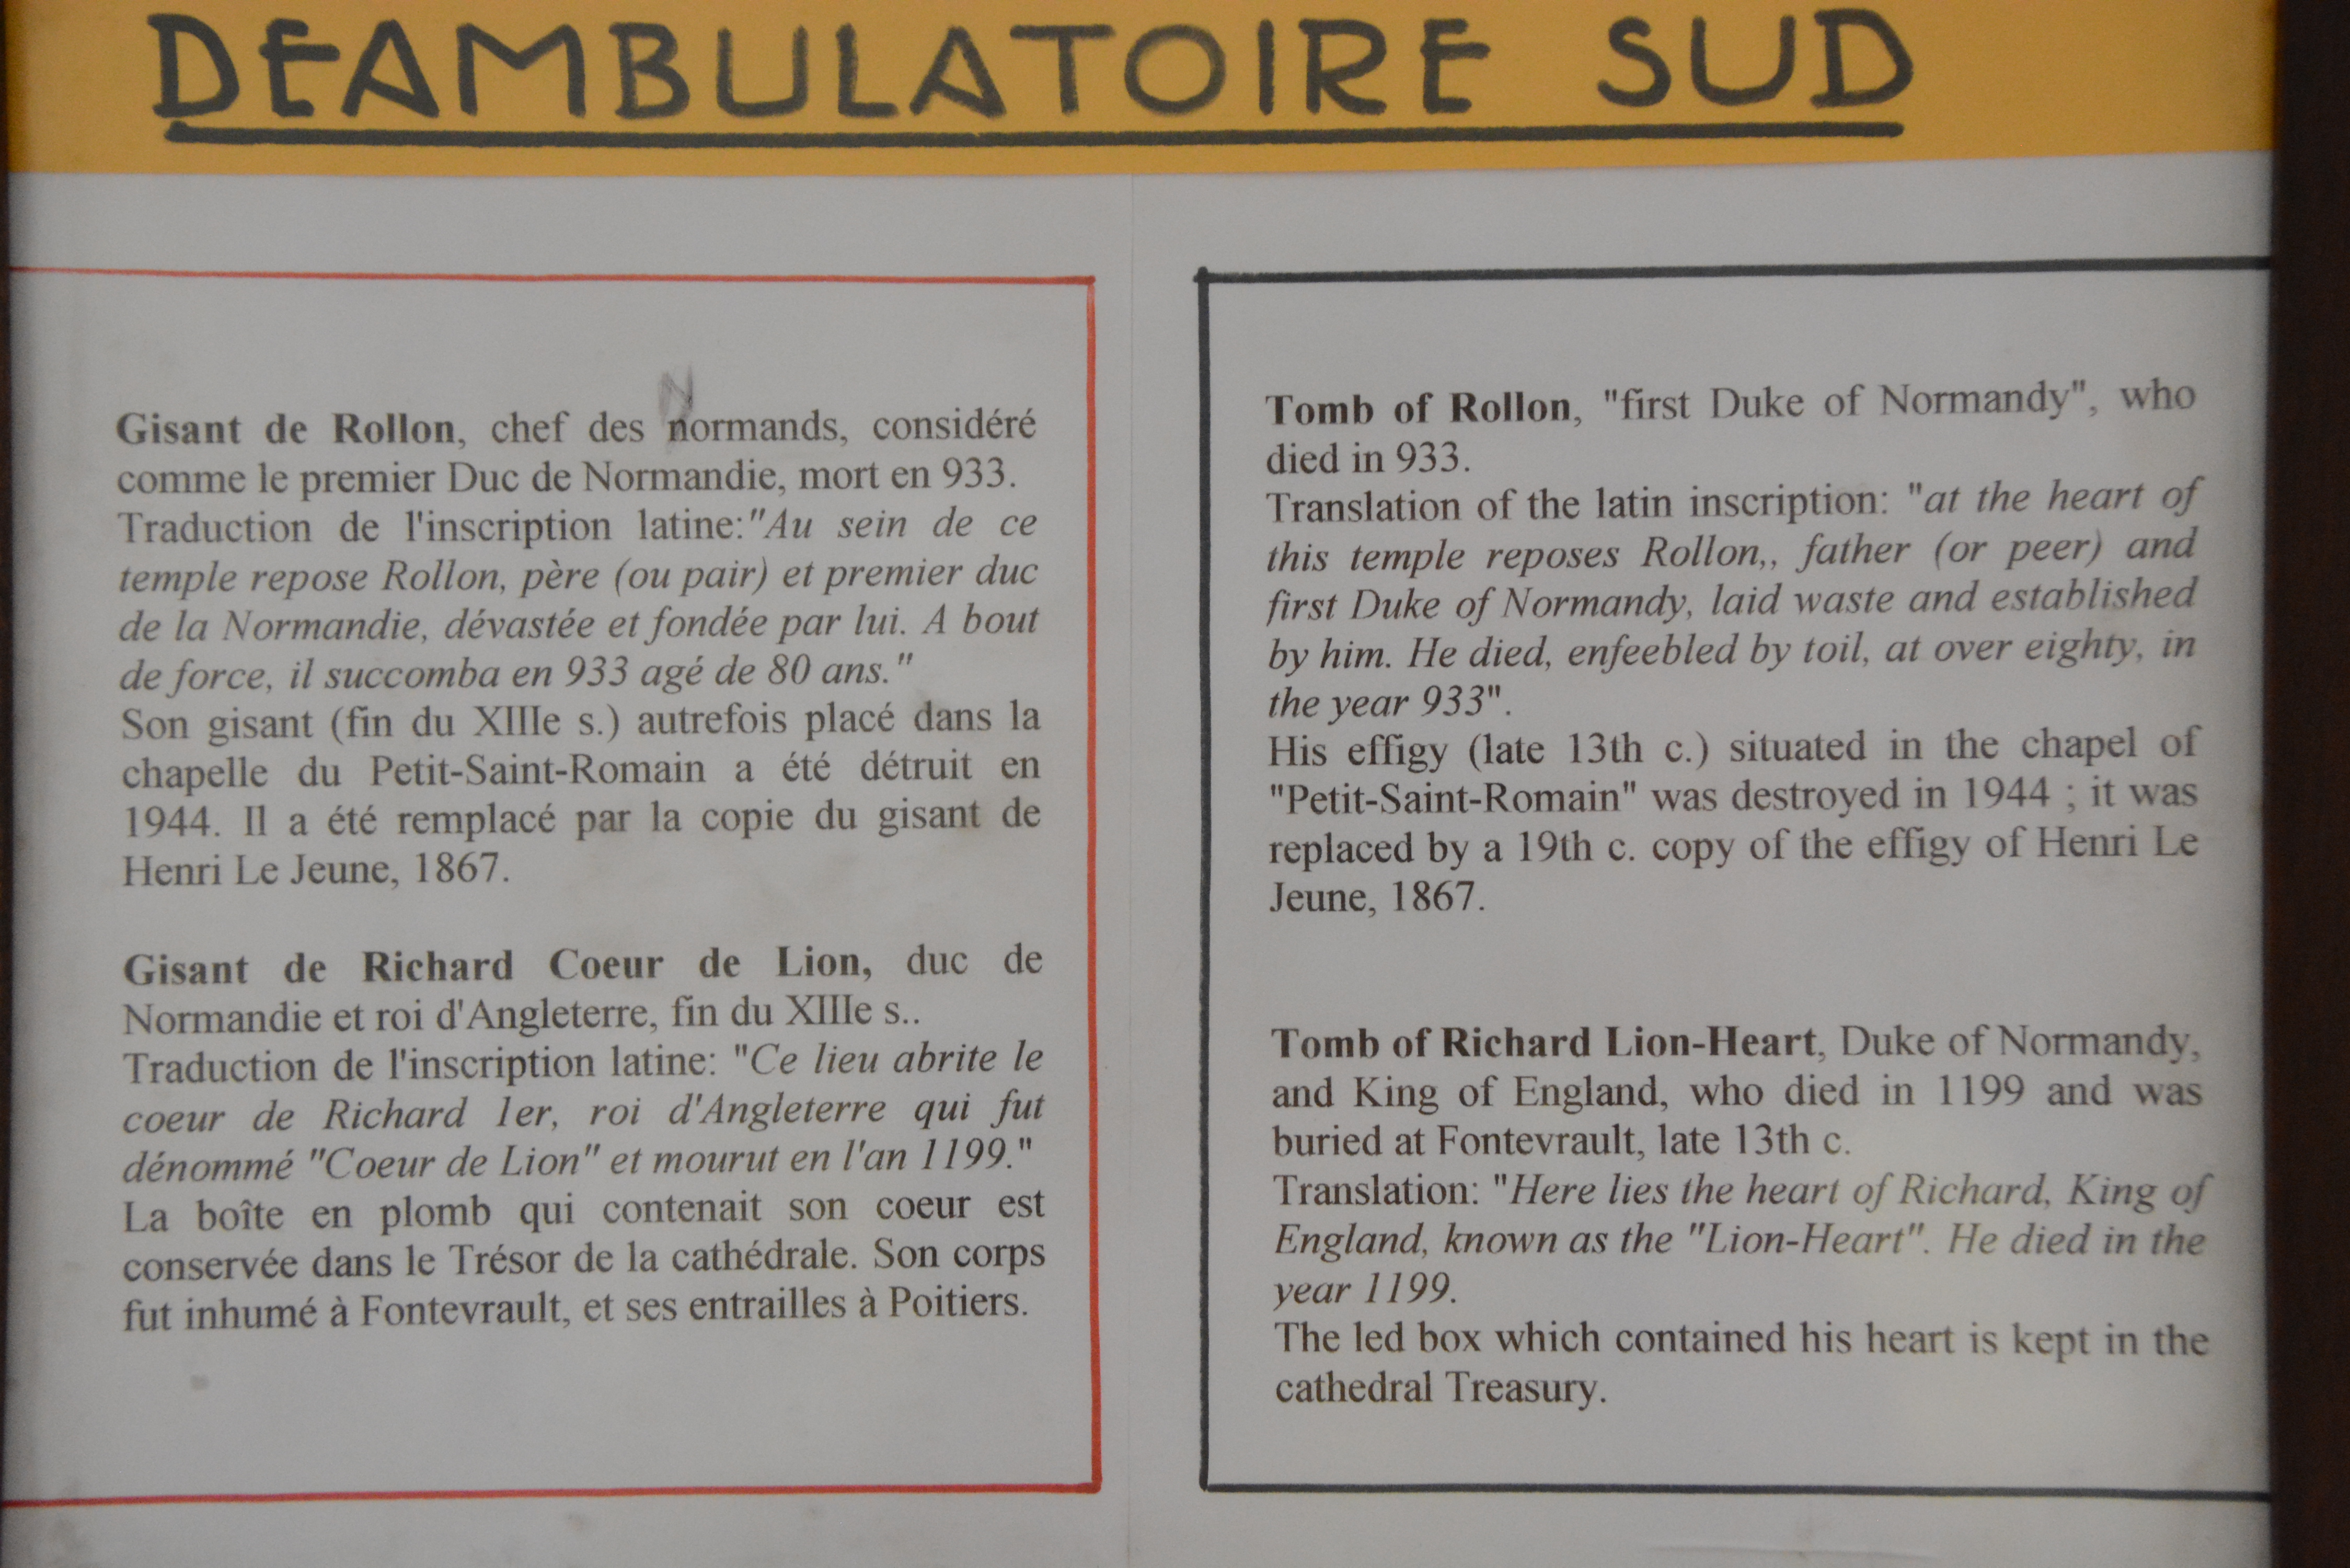 DEAMBULATOIRE SUD
N
Gisant de Rollon, chef des normands, considéré
comme le premier Duc de Normandie, mort en 933.
Traduction de l'inscription latine:"Au sein de ce
temple repose Rollon, père (ou pair) et premier duc
de la Normandie, dévastée et fondée par lui. A bout
de force, il succomba en 933 agé de 80 ans."
Son gisant (fin du XIIIe s.) autrefois placé dans la
chapelle du Petit-Saint-Romain a été détruit en
1944. Il a été remplacé par la copie du gisant de
Henri Le Jeune, 1867.
Gisant de Richard Coeur de Lion, duc de
Normandie et roi d'Angleterre, fin du XIIIe s..
Traduction de l'inscription latine: "Ce lieu abrite le
coeur de Richard 1er, roi d'Angleterre qui fut
dénommé "Coeur de Lion" et mourut en l'an 1199."
La boîte en plomb qui contenait son coeur est
conservée dans le Trésor de la cathédrale. Son corps
fut inhumé à Fontevrault, et ses entrailles à Poitiers.
Tomb of Rollon, "first Duke of Normandy", who
died in 933.
Translation of the latin inscription: "at the heart of
this temple reposes Rollon,, father (or peer) and
first Duke of Normandy, laid waste and established
by him. He died, enfeebled by toil, at over eighty, in
the year 933".
His effigy (late 13th c.) situated in the chapel of
"Petit-Saint-Romain" was destroyed in 1944 ; it was
replaced by a 19th c. copy of the effigy of Henri Le
Jeune, 1867.
Tomb of Richard Lion-Heart, Duke of Normandy,
and King of England, who died in 1199 and was
buried at Fontevrault, late 13th c.
Translation: "Here lies the heart of Richard, King of
England, known as the "Lion-Heart". He died in the
year 1199.
The led box which contained his heart is kept in the
cathedral Treasury.